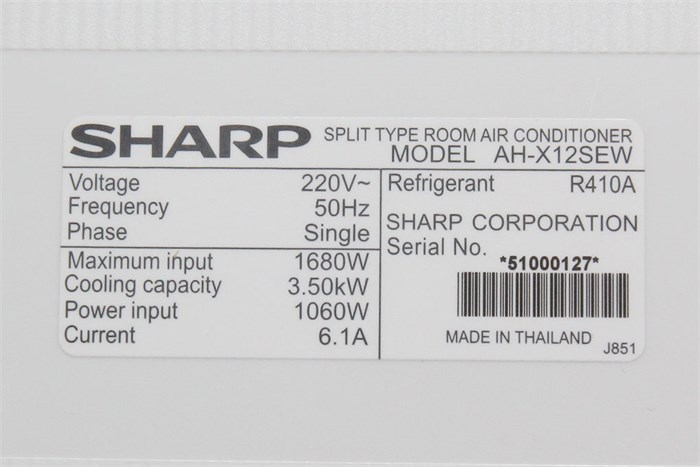 SHARP SPLIT TYPE ROOM AIR CONDITIONER
MODEL AH-X12SEW
Voltage 220V~
Frequency 50Hz
Phase Single
Maximum input 1680W
Cooling capacity 3.50kW
Power input 1060W
Current 6.1A
Refrigerant R410A
SHARP CORPORATION
Serial No.
*51000127*
MADE IN THAILAND
J851